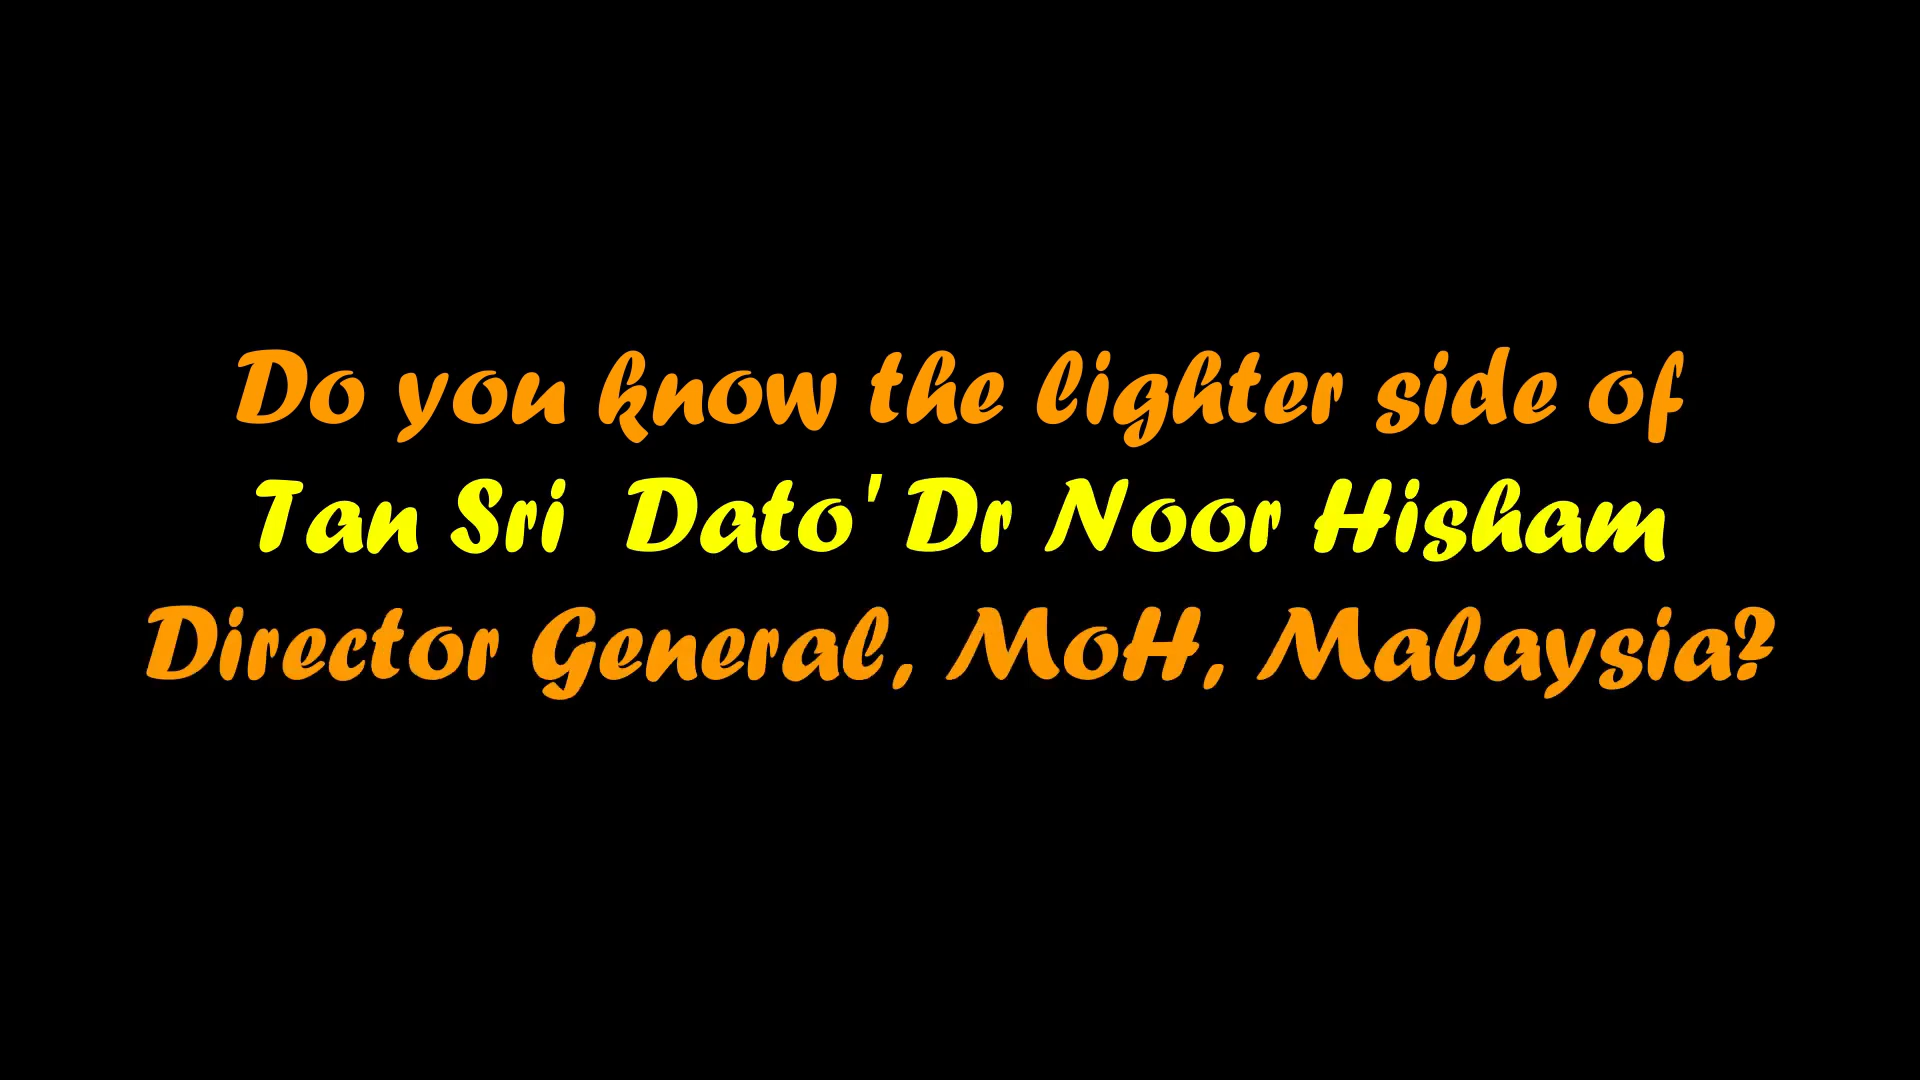 Do you know the lighter side of
Tan Sri  Dato' Dr Noor Hisham
Director General, MoH, Malaysia?